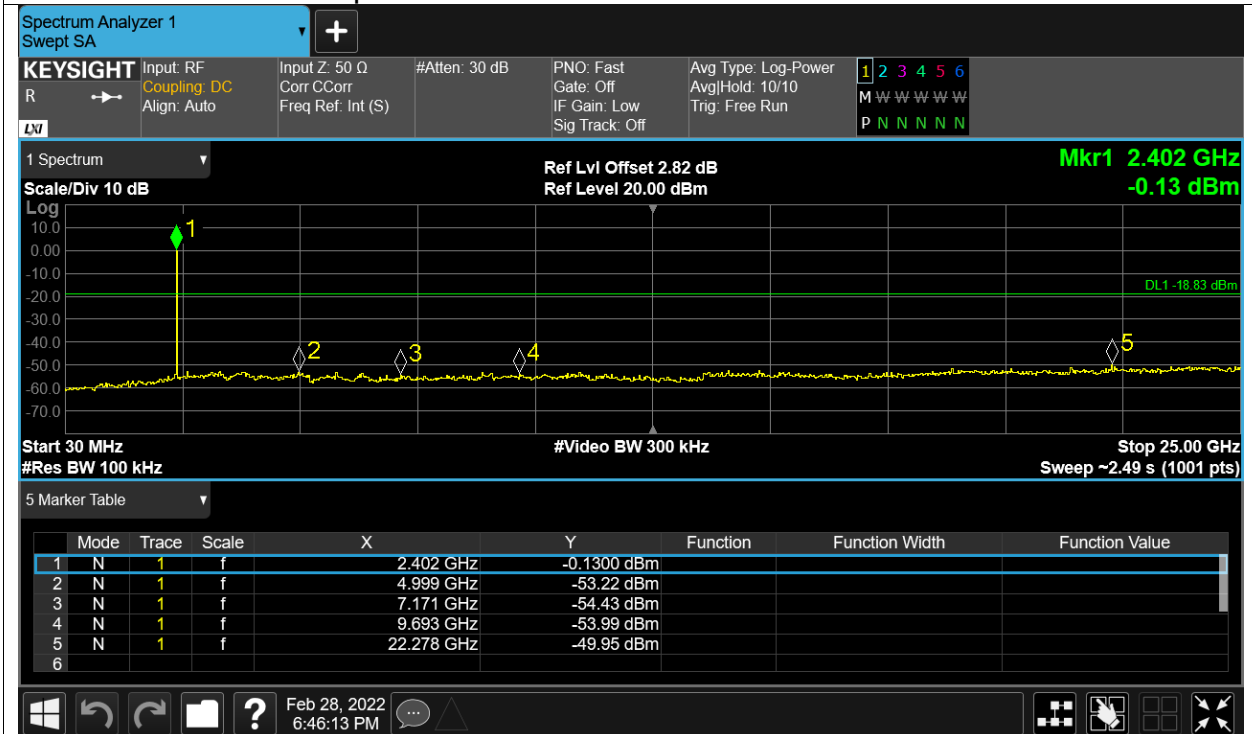 Spectrum Analyzer 1
Swept SA
+
KEYSIGHT Input: RF Input Z: 50 Ω #Atten: 30 dB PNO: Fast Avg Type: Log-Power 1 2 3 4 5 6
R Coupling: DC Corr CCorr Gate: Off Avg|Hold: 10/10 M W W W W W
Align: Auto Freq Ref: Int (S) IF Gain: Low Trig: Free Run
LXI Sig Track: Off P N N N N N
1 Spectrum Ref Lvl Offset 2.82 dB Mkr1 2.402 GHz
Scale/Div 10 dB Ref Level 20.00 dBm -0.13 dBm
Log
10.0 1
0.00
-10.0
DL1 -18.83 dBm
-20.0
-30.0
-40.0 2 3 4 5
-50.0
-60.0
-70.0
Start 30 MHz #Video BW 300 kHz Stop 25.00 GHz
#Res BW 100 kHz Sweep ~2.49 s (1001 pts)
5 Marker Table
Mode Trace Scale X Y Function Function Width Function Value
1 N 1 f 2.402 GHz -0.1300 dBm
2 N 1 f 4.999 GHz -53.22 dBm
3 N 1 f 7.171 GHz -54.43 dBm
4 N 1 f 9.693 GHz -53.99 dBm
5 N 1 f 22.278 GHz -49.95 dBm
6
? Feb 28, 2022
6:46:13 PM